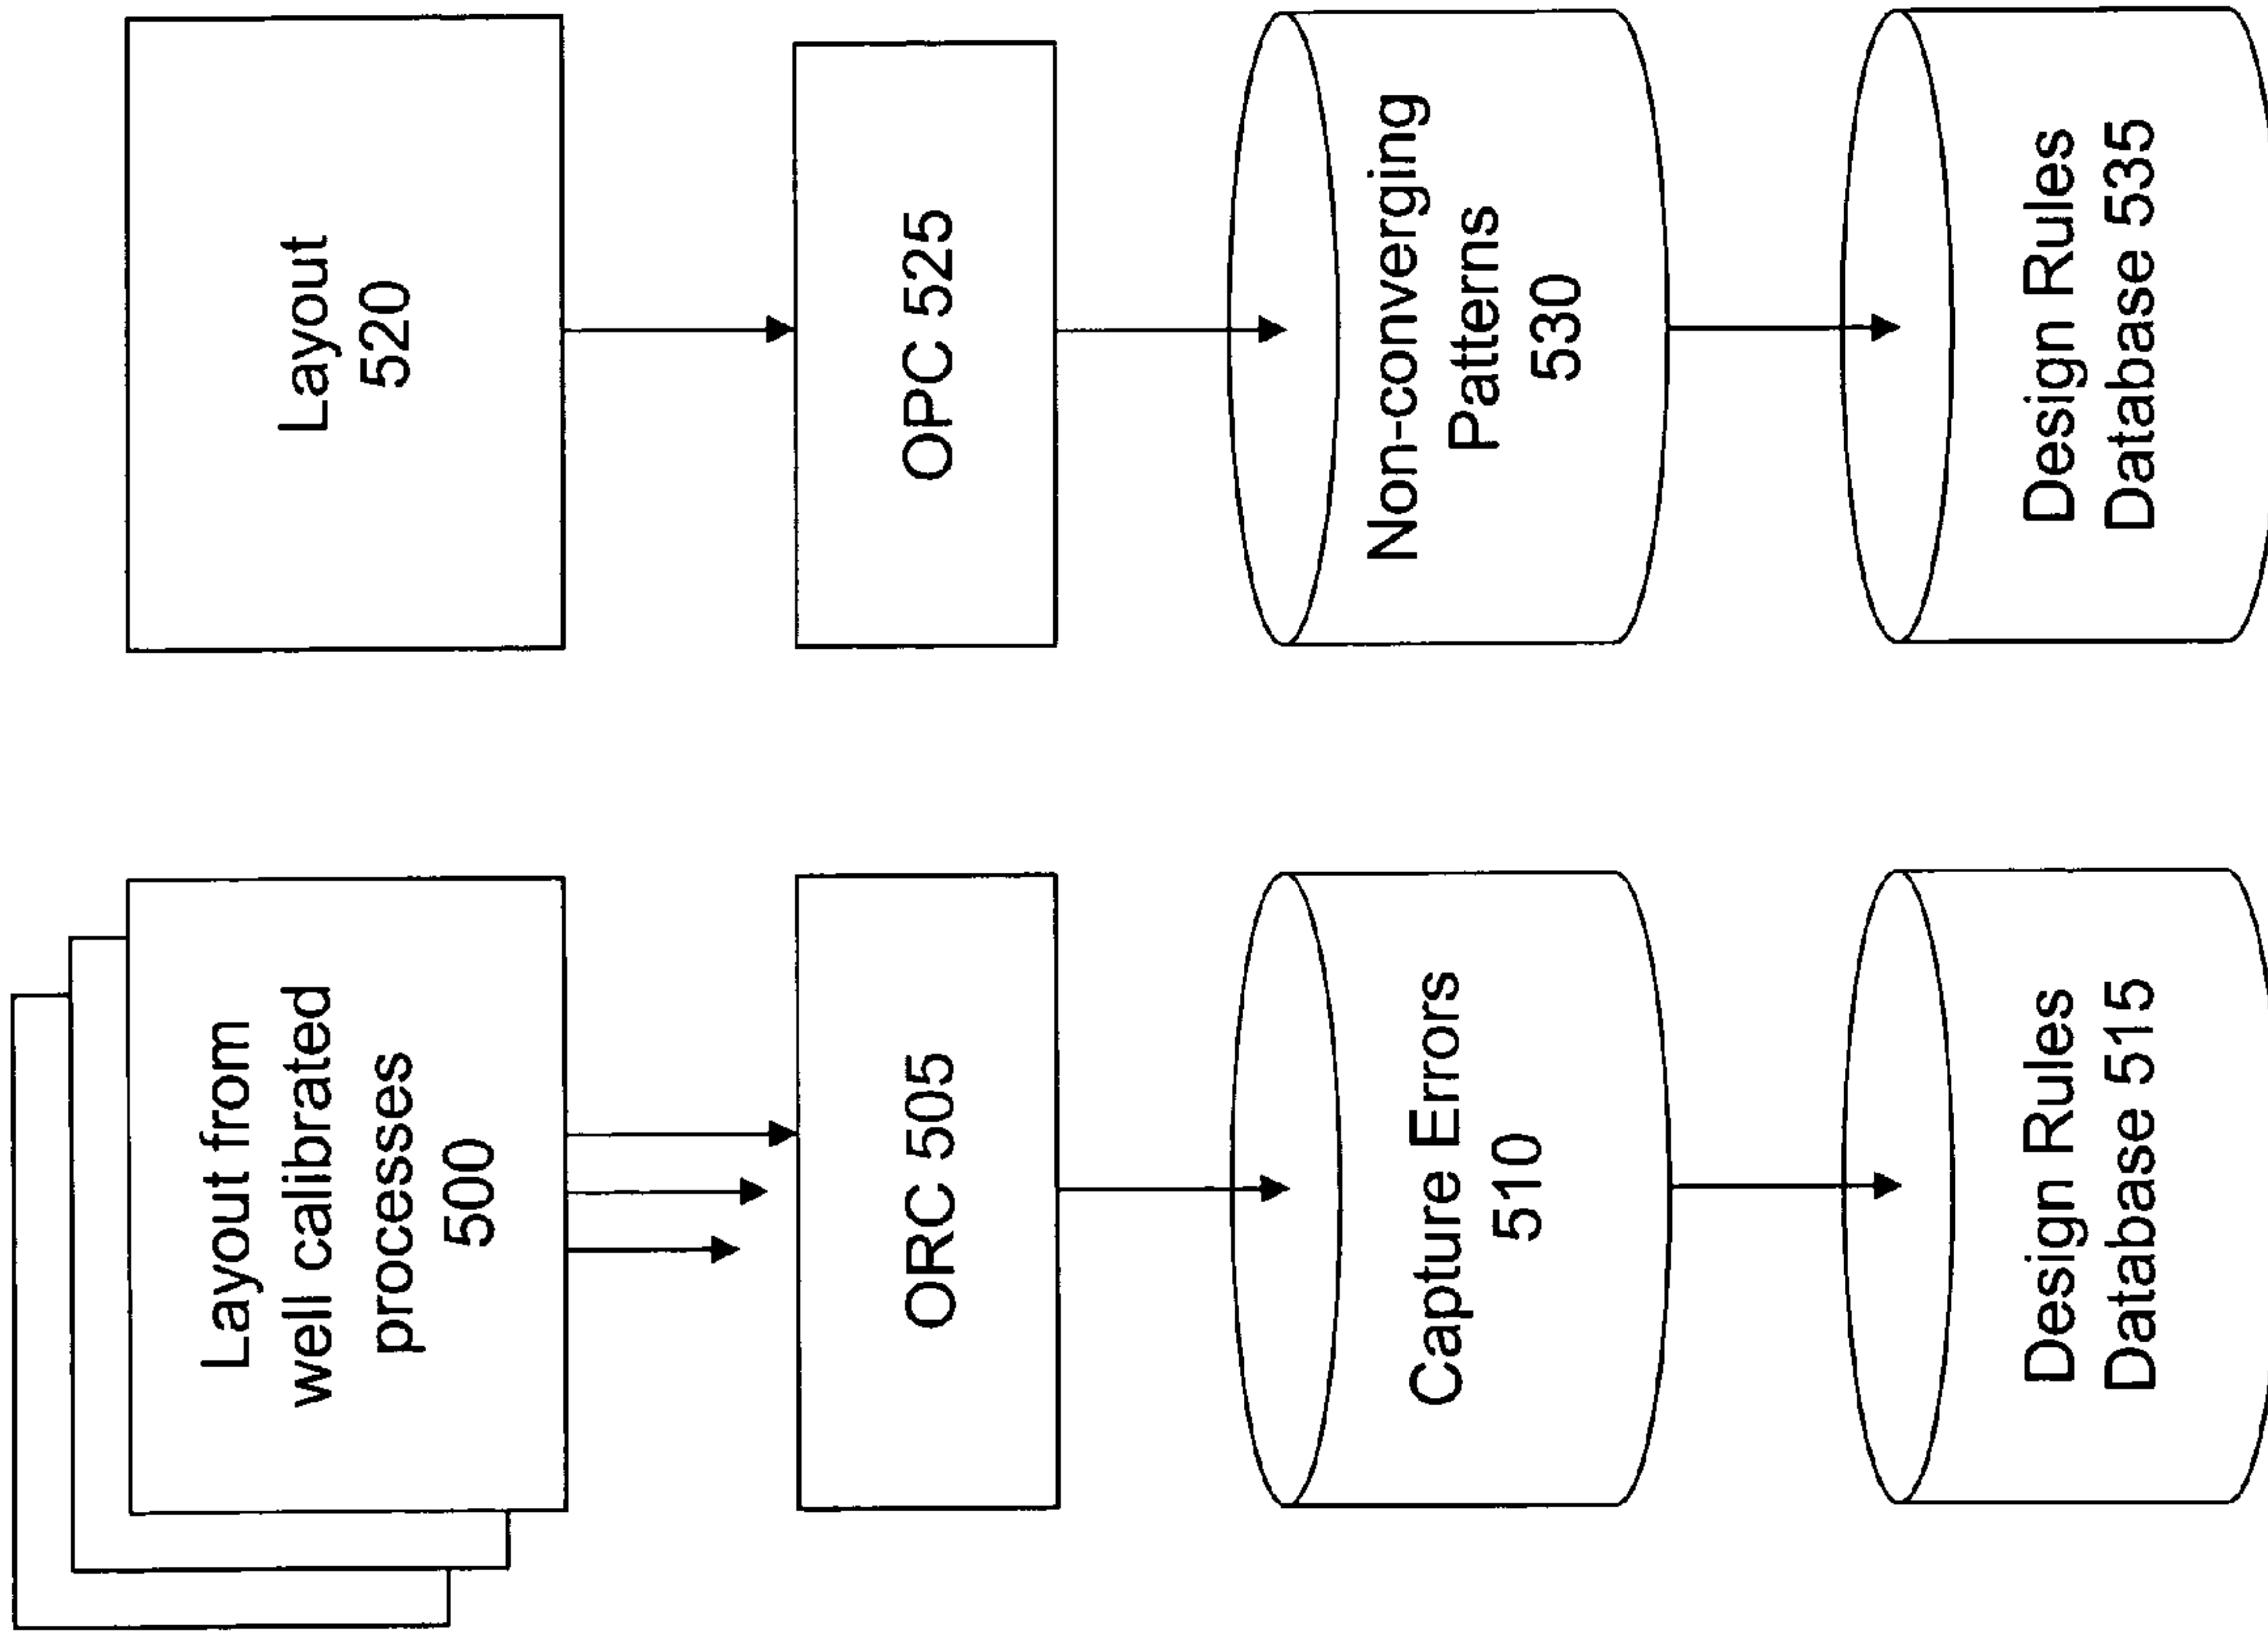 Layout from
well calibrated
processes
500
ORC 505
Capture Errors
510
Design Rules
Database 515
Layout
520
OPC 525
Non-converging
Patterns
530
Design Rules
Database 535